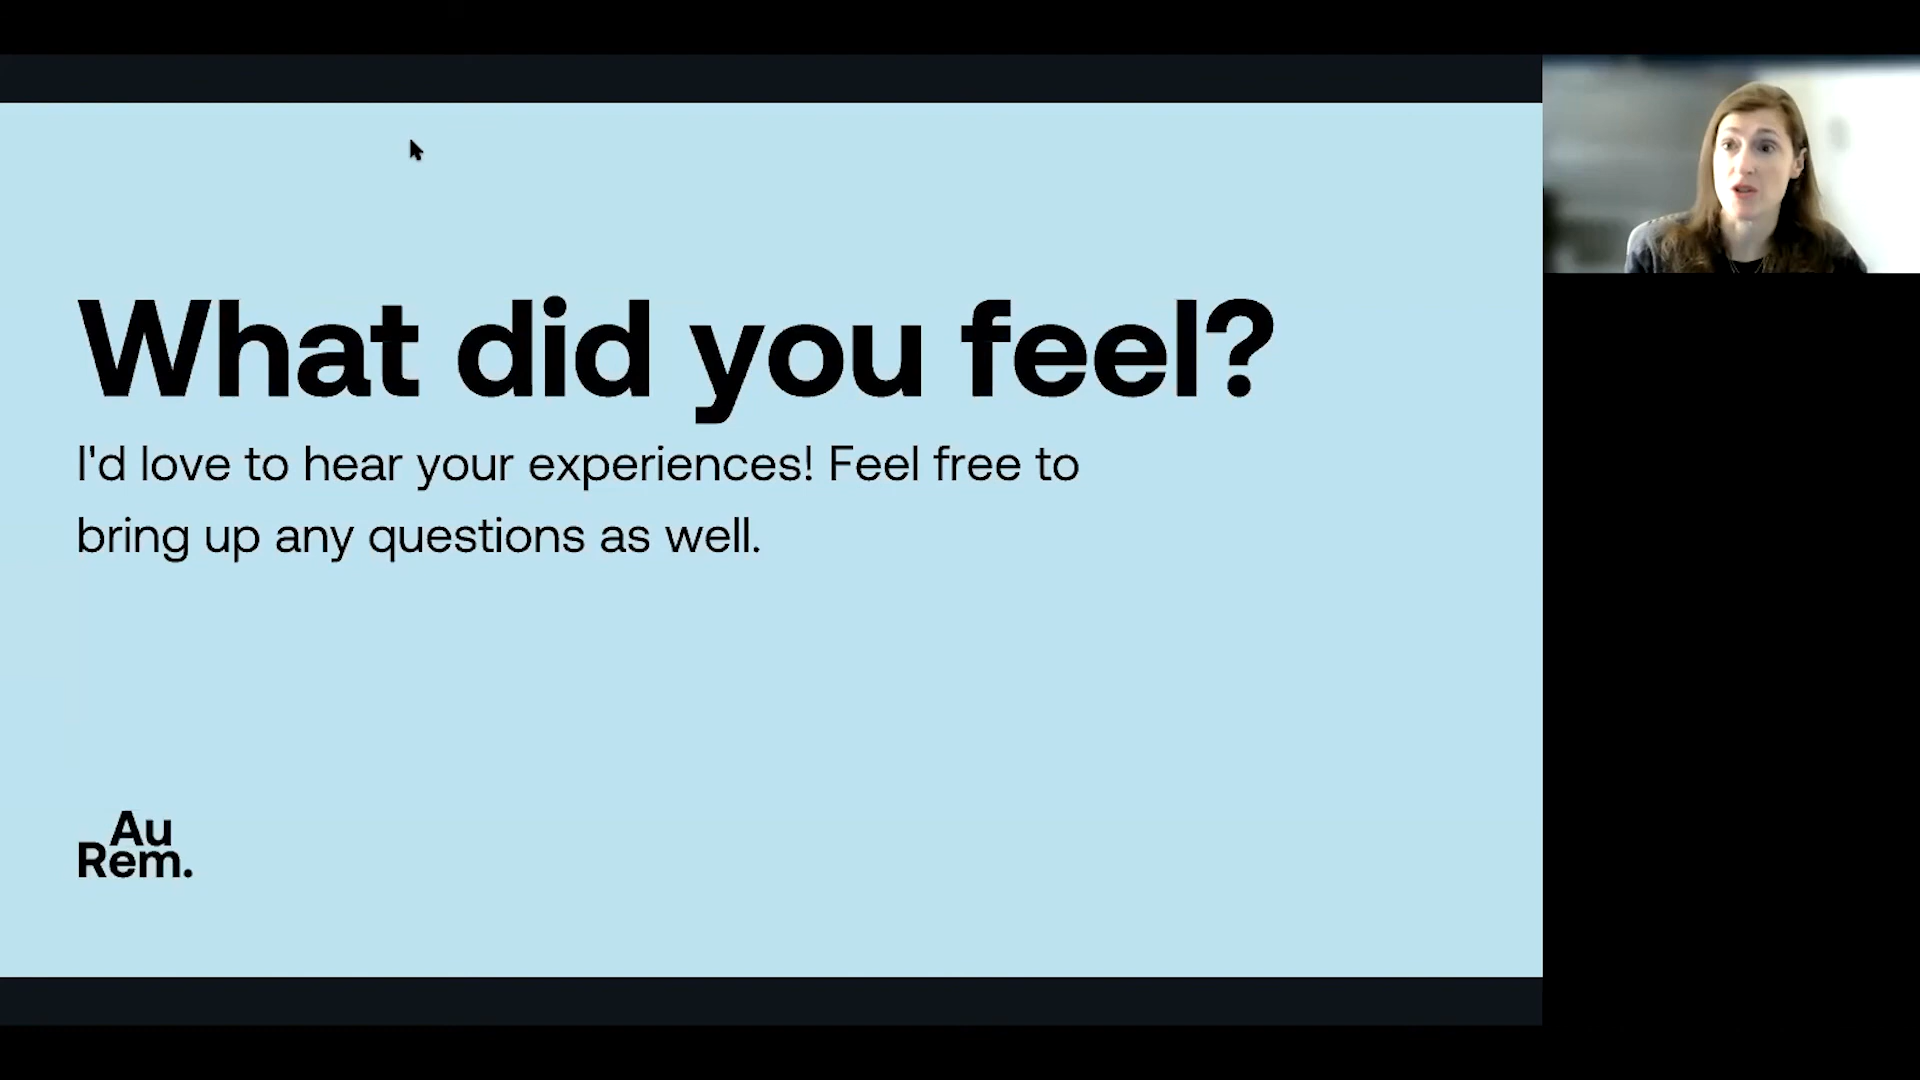 What did you feel?
I'd love to hear your experiences! Feel free to
bring up any questions as well.
Au
Rem.